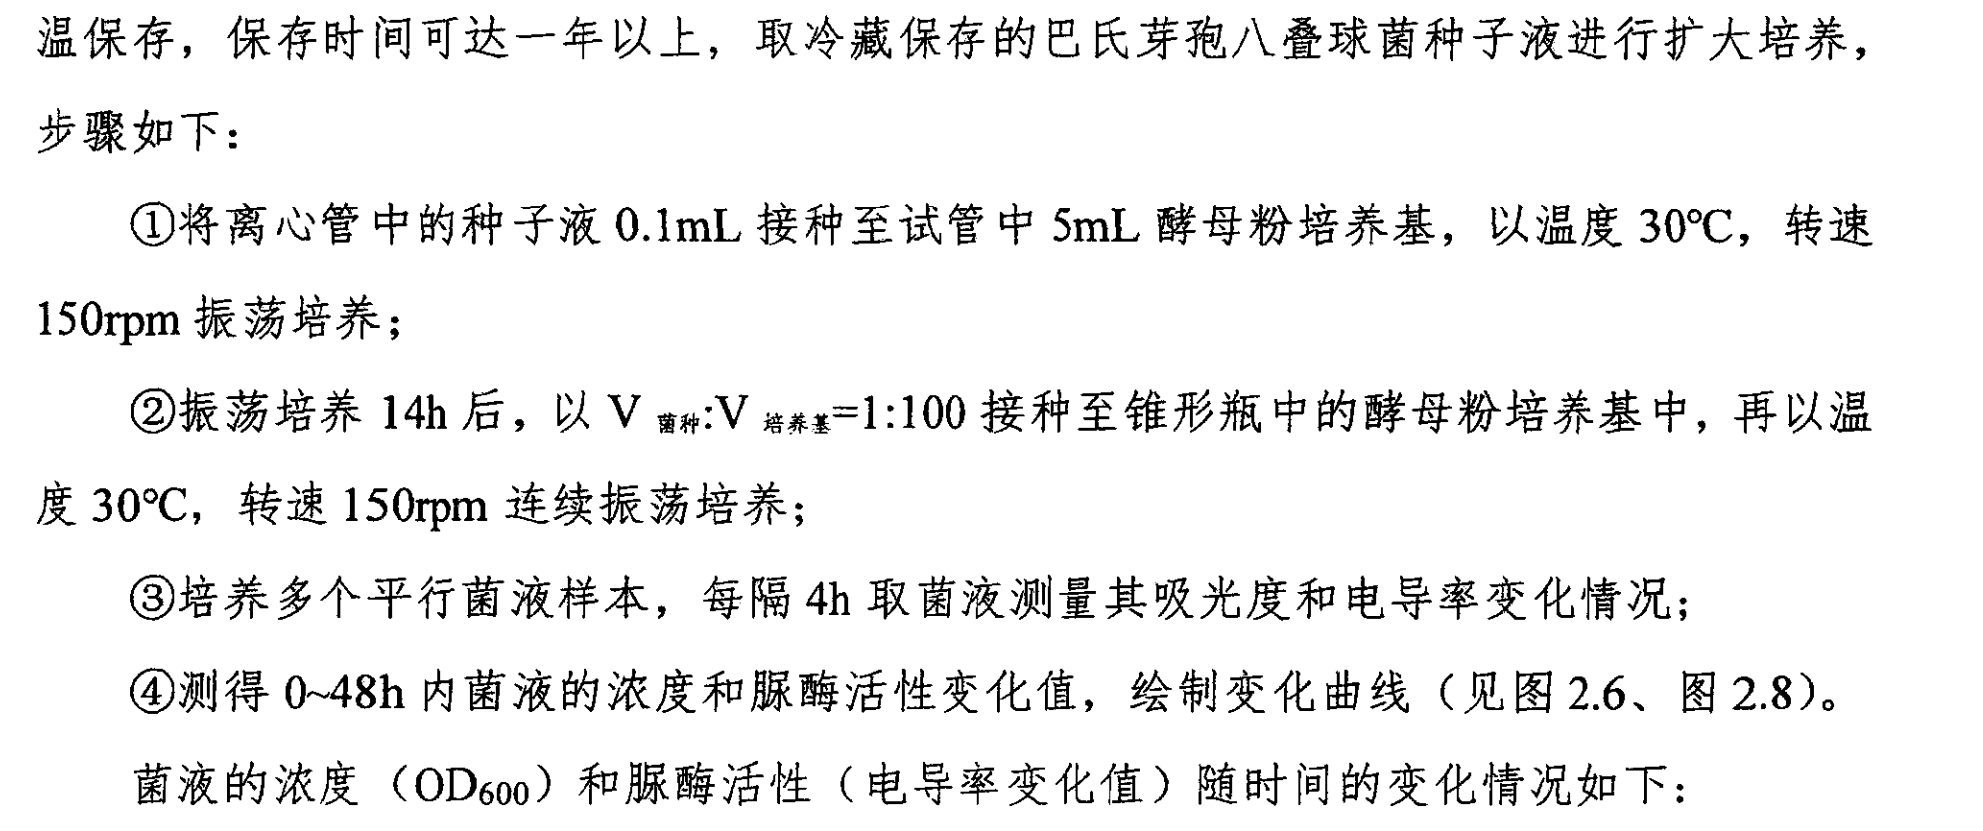 温保存，保存时间可达一年以上，取冷藏保存的巴氏芽孢八叠球菌种子液进行扩大培养，
步骤如下：
①将离心管中的种子液 0.1mL 接种至试管中 5mL 酵母粉培养基，以温度 30℃，转速
150rpm 振荡培养；
②振荡培养 14h 后，以 V 菌种:V 培养基=1:100 接种至锥形瓶中的酵母粉培养基中，再以温
度 30℃，转速 150rpm 连续振荡培养；
③培养多个平行菌液样本，每隔 4h 取菌液测量其吸光度和电导率变化情况；
④测得 0~48h 内菌液的浓度和脲酶活性变化值，绘制变化曲线（见图 2.6、图 2.8）。
菌液的浓度（OD600）和脲酶活性（电导率变化值）随时间的变化情况如下：